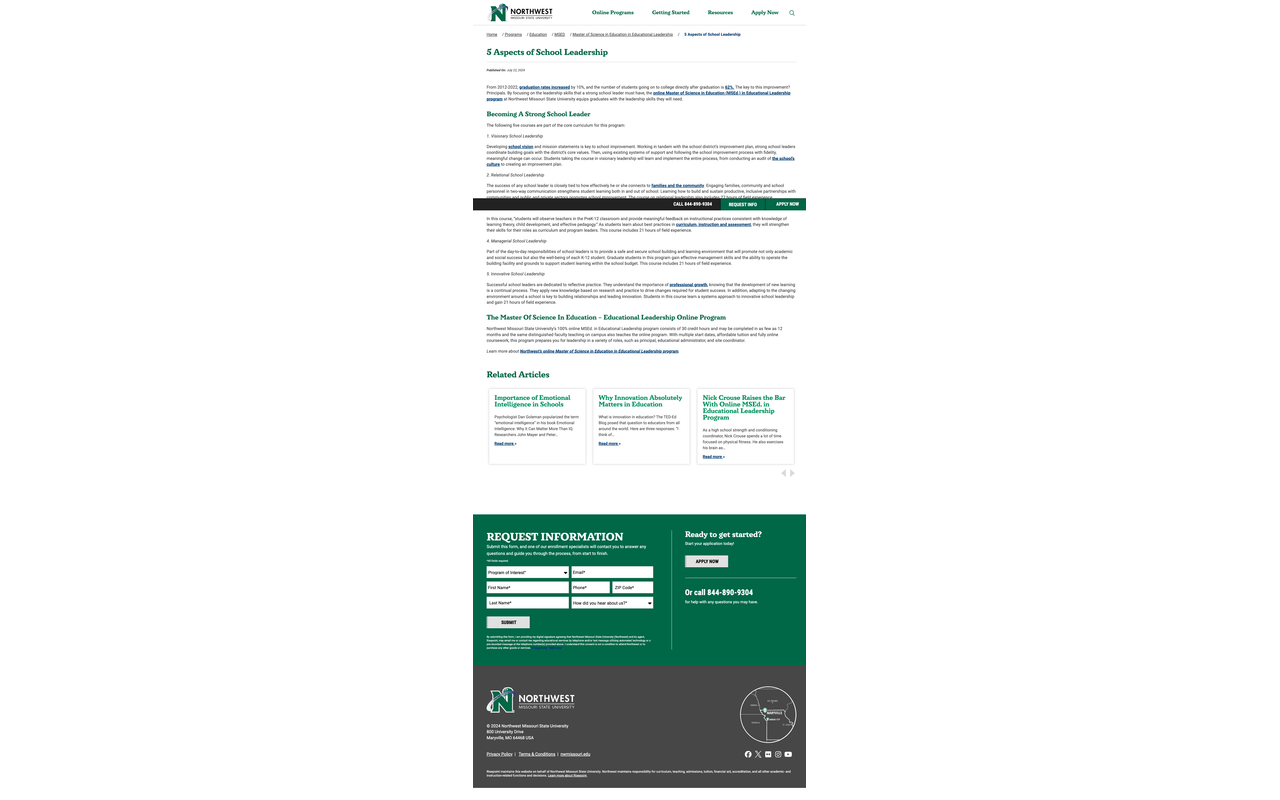 NORTHWEST
MISSOURI STATE UNIVERSITY
Online Programs Getting Started Resources Apply Now
Home / Programs / Education / MSED / Master of Science in Education in Educational Leadership / 5 Aspects of School Leadership
5 Aspects of School Leadership
Published On: July 23, 2024
From 2012-2022, graduation rates increased by 10%, and the number of students going on to college directly after graduation is 62%. The key to this improvement?
Principals. By focusing on the leadership skills that a strong school leader must have, the online Master of Science in Education (MSEd.) in Educational Leadership
program at Northwest Missouri State University equips graduates with the leadership skills they will need.
Becoming A Strong School Leader
The following five courses are part of the core curriculum for this program:
1. Visionary School Leadership
Developing school vision and mission statements is key to school improvement. Working in tandem with the school district's improvement plan, strong school leaders
coordinate building goals with the district's core values. Then, using existing systems of support and following the school improvement process with fidelity,
meaningful change can occur. Students taking the course in visionary leadership will learn and implement the entire process, from conducting an audit of the school's
culture to creating an improvement plan.
2. Relational School Leadership
The success of any school leader is closely tied to how effectively he or she connects to families and the community. Engaging families, community and school
personnel in two-way communication strengthens student learning both in and out of school. Learning how to build and sustain productive, inclusive partnerships with
CALL 844-890-9304 REQUEST INFO APPLY NOW
In this course, "students will observe teachers in the PreK-12 classroom and provide meaningful feedback on instructional practices consistent with knowledge of
learning theory, child development, and effective pedagogy." As students learn about best practices in curriculum, instruction and assessment, they will strengthen
their skills for their roles as curriculum and program leaders. This course includes 21 hours of field experience.
4. Managerial School Leadership
Part of the day-to-day responsibilities of school leaders is to provide a safe and secure school building and learning environment that will promote not only academic
and social success but also the well-being of each K-12 student. Graduate students in this program gain effective management skills and the ability to operate the
building facility and grounds to support student learning within the school budget. This course includes 21 hours of field experience.
5. Innovative School Leadership
Successful school leaders are dedicated to reflective practice. They understand the importance of professional growth, knowing that the development of new learning
is a continual process. They apply new knowledge based on research and practice to drive changes required for student success. In addition, adapting to the changing
environment around a school is key to building relationships and leading innovation. Students in this course learn a systems approach to innovative school leadership
and gain 21 hours of field experience.
The Master Of Science In Education – Educational Leadership Online Program
Northwest Missouri State University's 100% online MSEd. in Educational Leadership program consists of 30 credit hours and may be completed in as few as 12
months and the same distinguished faculty teaching on campus also teaches the online program. With multiple start dates, affordable tuition and fully online
coursework, this program prepares you for leadership in a variety of roles, such as principal, educational administrator, and site coordinator.
Learn more about Northwest's online Master of Science in Education in Educational Leadership program
Related Articles
Importance of Emotional
Intelligence in Schools
Psychologist Dan Goleman popularized the term
"emotional intelligence" in his book Emotional
Intelligence: Why It Can Matter More Than IQ.
Researchers John Mayer and Peter...
Read more »
Why Innovation Absolutely
Matters in Education
What is innovation in education? The TED-Ed
Blog posed that question to educators from all
around the world. Here are three responses: "I
think of...
Read more »
Nick Crouse Raises the Bar
With Online MSEd. in
Educational Leadership
Program
As a high school strength and conditioning
coordinator, Nick Crouse spends a lot of time
focused on physical fitness. He also exercises
his brain as...
Read more »
REQUEST INFORMATION
Submit this form, and one of our enrollment specialists will contact you to answer any
questions and guide you through the process, from start to finish.
*All fields required
Program of Interest* Email*
First Name* Phone* ZIP Code*
Last Name* How did you hear about us?*
SUBMIT
Ready to get started?
Start your application today!
APPLY NOW
Or call 844-890-9304
for help with any questions you may have.
NORTHWEST
MISSOURI STATE UNIVERSITY
© 2024 Northwest Missouri State University
800 University Drive
Maryville, MO 64468 USA
MARYVILLE
Privacy Policy | Terms & Conditions | nwmissouri.edu
Risepoint maintains this website on behalf of Northwest Missouri State University. Northwest maintains responsibility for curriculum, teaching, admissions, tuition, financial aid, accreditation, and all other academic- and
instruction-related functions and decisions. Learn more about Risepoint.